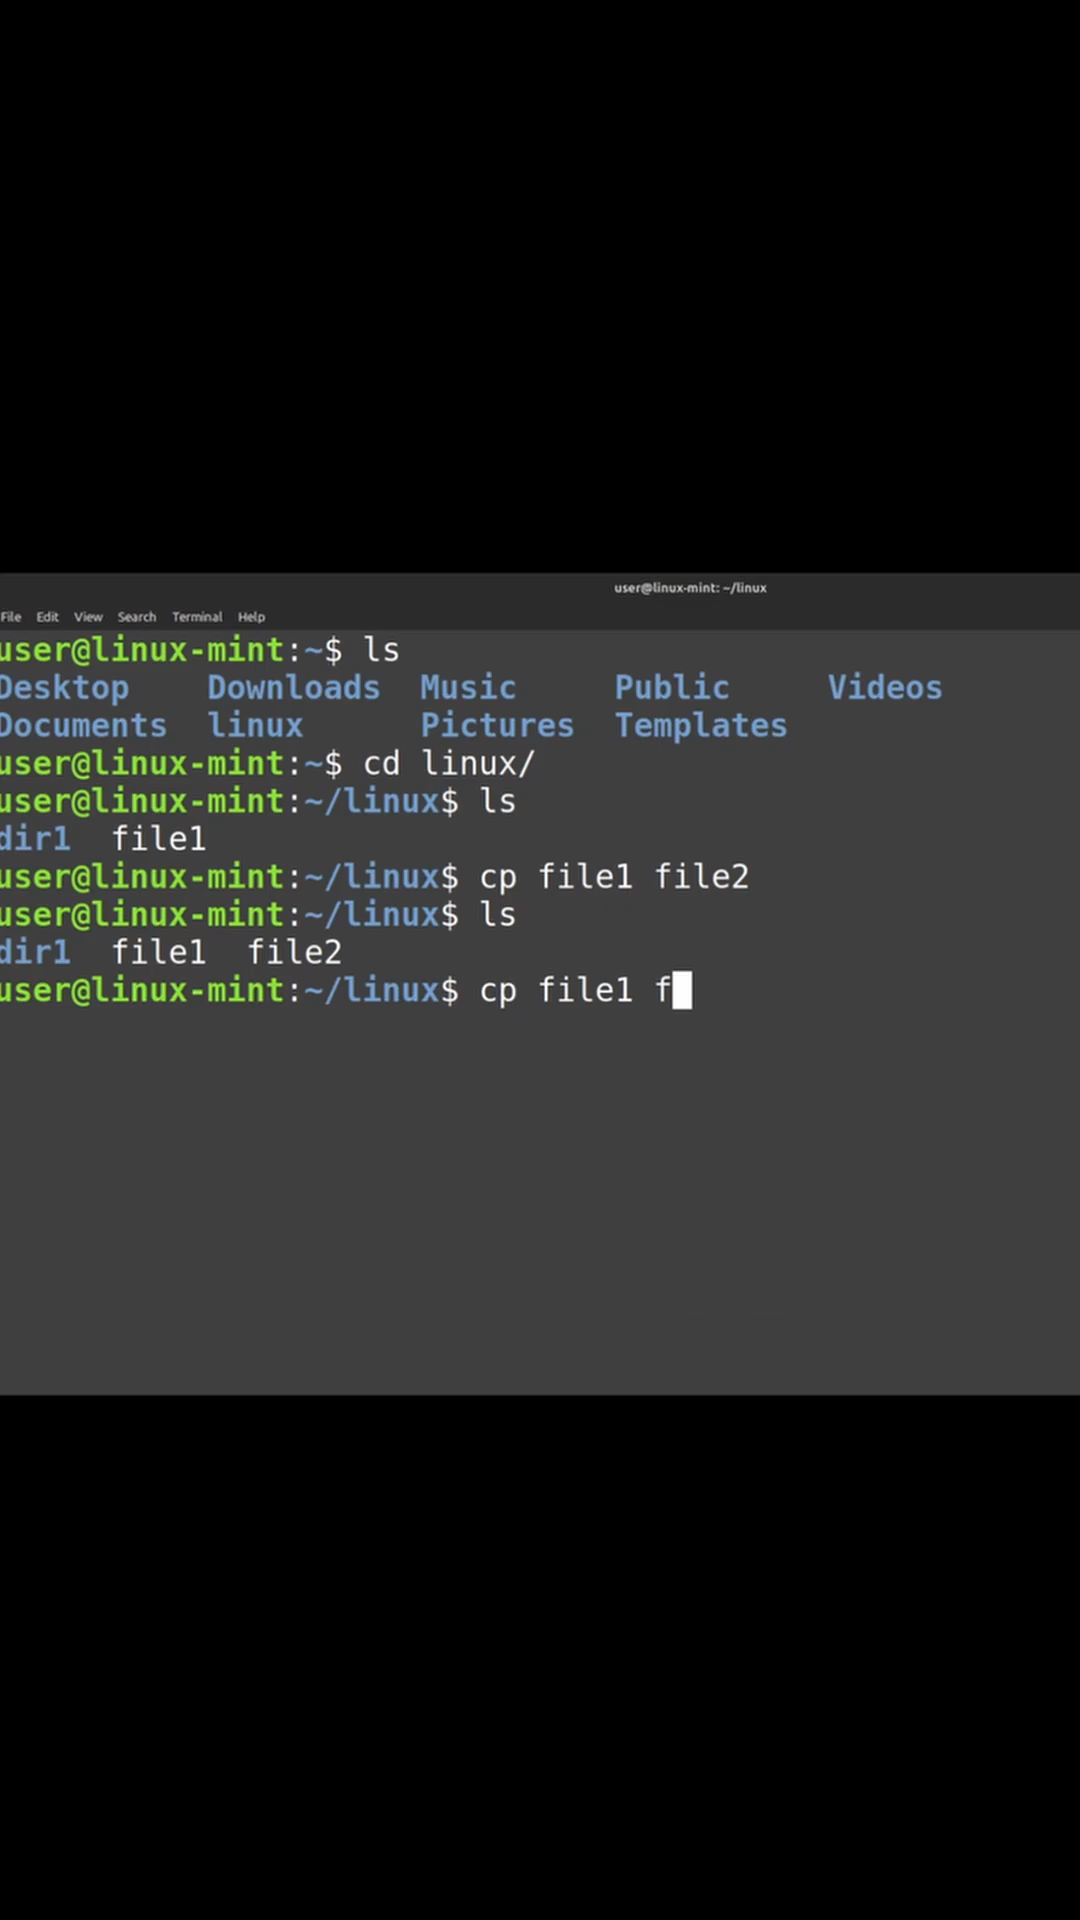 user@linux-mint: ~/linux
File Edit View Search Terminal Help
user@linux-mint:~$ ls
Desktop Downloads Music Public Videos
Documents linux Pictures Templates
user@linux-mint:~$ cd linux/
user@linux-mint:~/linux$ ls
dir1 file1
user@linux-mint:~/linux$ cp file1 file2
user@linux-mint:~/linux$ ls
dir1 file1 file2
user@linux-mint:~/linux$ cp file1 f